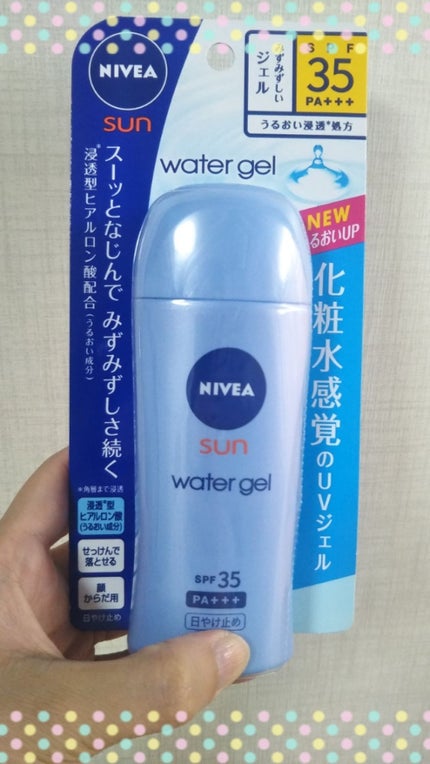 NIVEA
sun
みずみずしい
ジェル
SPF
35
PA+++
うるおい浸透*処方
water gel
NEW
るおいUP
化粧水感覚のUVジェル
スーッとなじんで みずみずしさ続く
浸透*型ヒアルロン酸配合(うるおい成分)
*角層まで浸透
浸透*型
ヒアルロン酸
(うるおい成分)
せっけんで
落とせる
顔
からだ用
日やけ止め
NIVEA
sun
water gel
SPF 35
PA+++
日やけ止め